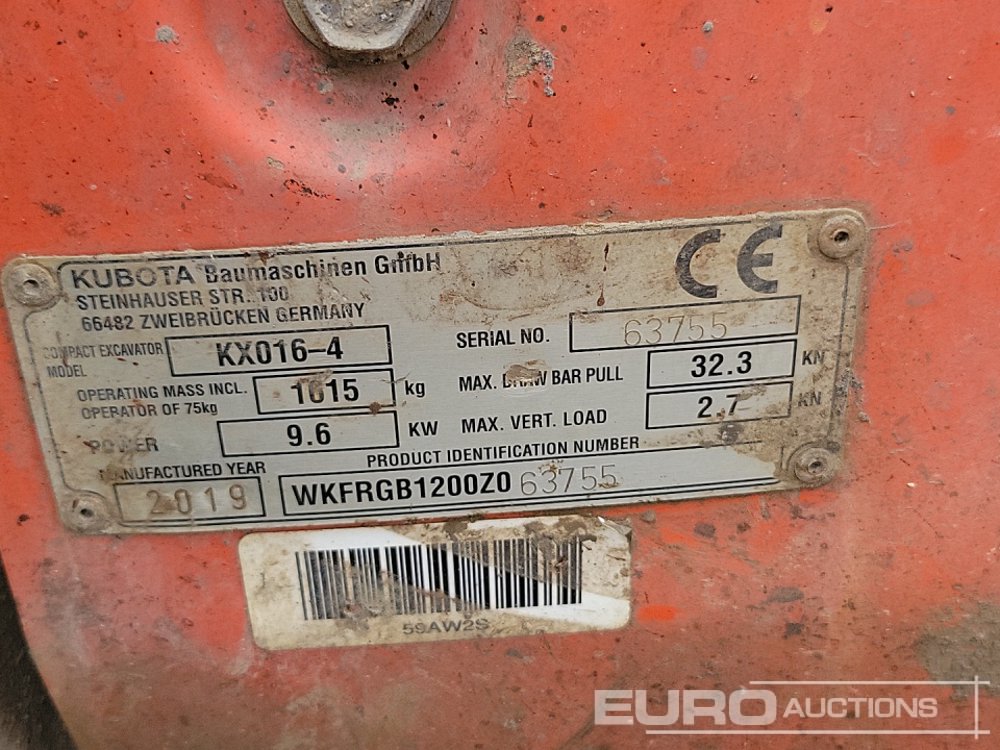 KUBOTA Baumaschinen GmbH
STEINHAUSER STR. 100
66482 ZWEIBRÜCKEN GERMANY
CE
COMPACT EXCAVATOR MODEL KX016-4
SERIAL NO. 63755
OPERATING MASS INCL. OPERATOR OF 75kg 1615 kg
MAX. DRAW BAR PULL 32.3 KN
POWER 9.6 KW
MAX. VERT. LOAD 2.7 KN
MANUFACTURED YEAR 2019
PRODUCT IDENTIFICATION NUMBER
WKFRGB1200Z063755
59AW2S
EURO AUCTIONS